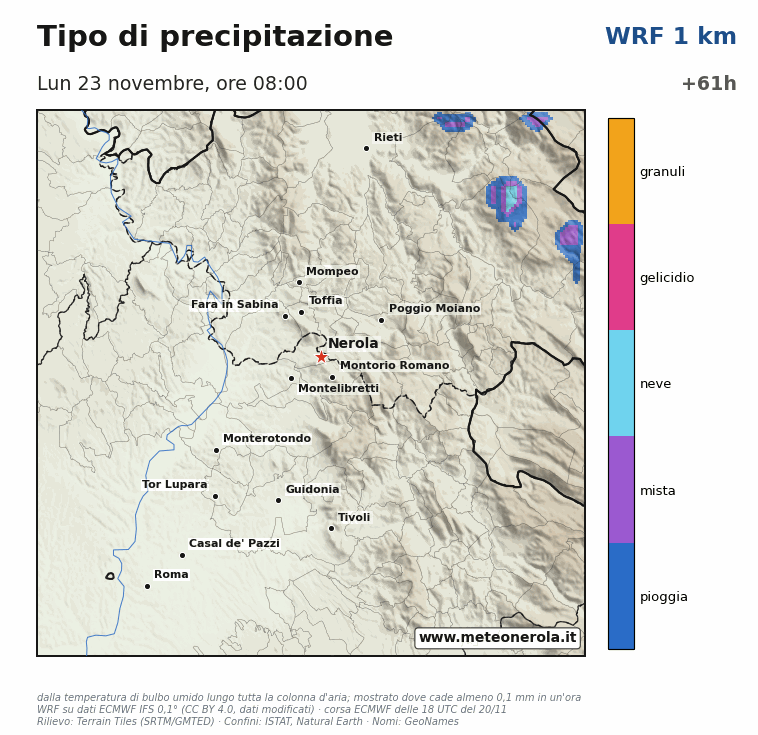 Tipo di precipitazione
WRF 1 km
Lun 23 novembre, ore 08:00
+61h
Rieti
granuli
gelicidio
neve
mista
pioggia
Mompeo
Fara in Sabina
Toffia
Poggio Moiano
Nerola
Montorio Romano
Montelibretti
Monterotondo
Tor Lupara
Guidonia
Tivoli
Casal de' Pazzi
Roma
www.meteonerola.it
dalla temperatura di bulbo umido lungo tutta la colonna d'aria; mostrato dove cade almeno 0,1 mm in un'ora
WRF su dati ECMWF IFS 0,1° (CC BY 4.0, dati modificati) · corsa ECMWF delle 18 UTC del 20/11
Rilievo: Terrain Tiles (SRTM/GMTED) · Confini: ISTAT, Natural Earth · Nomi: GeoNames